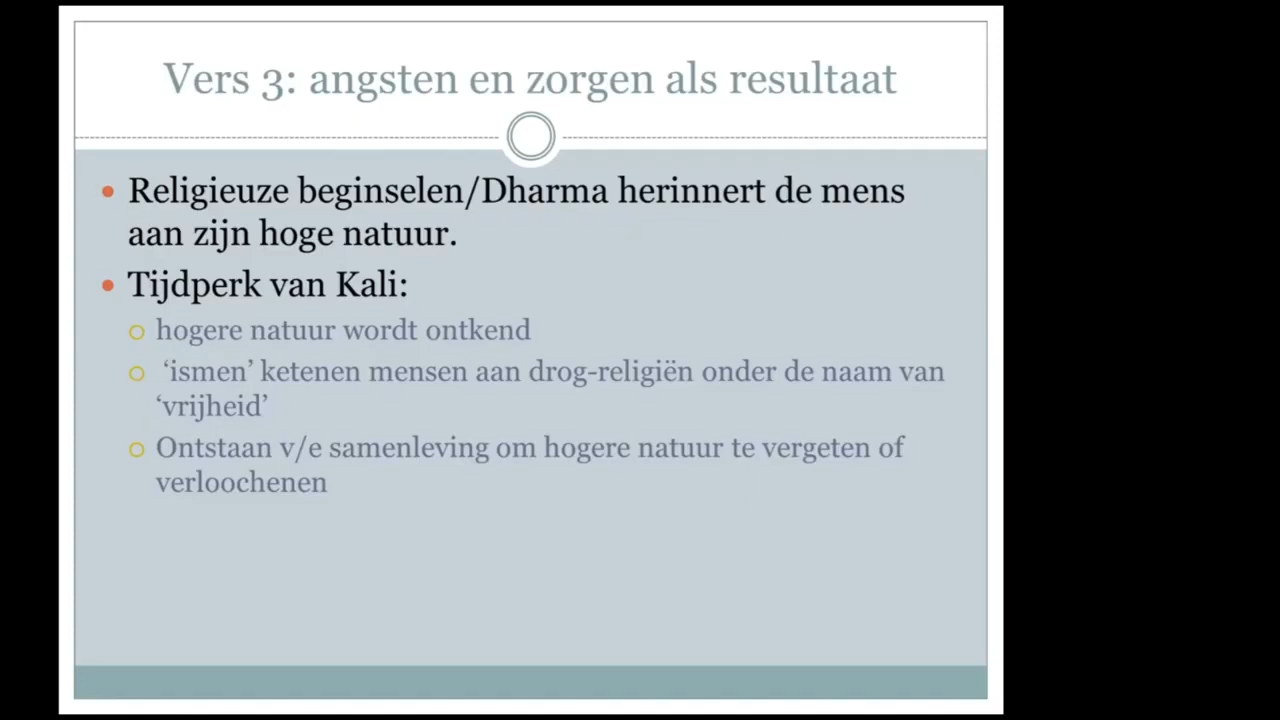 Vers 3: angsten en zorgen als resultaat
• Religieuze beginselen/Dharma herinnert de mens
aan zijn hoge natuur.
• Tijdperk van Kali:
o hogere natuur wordt ontkend
o ‘ismen’ ketenen mensen aan drog-religiën onder de naam van
‘vrijheid’
o Ontstaan v/e samenleving om hogere natuur te vergeten of
verloochenen